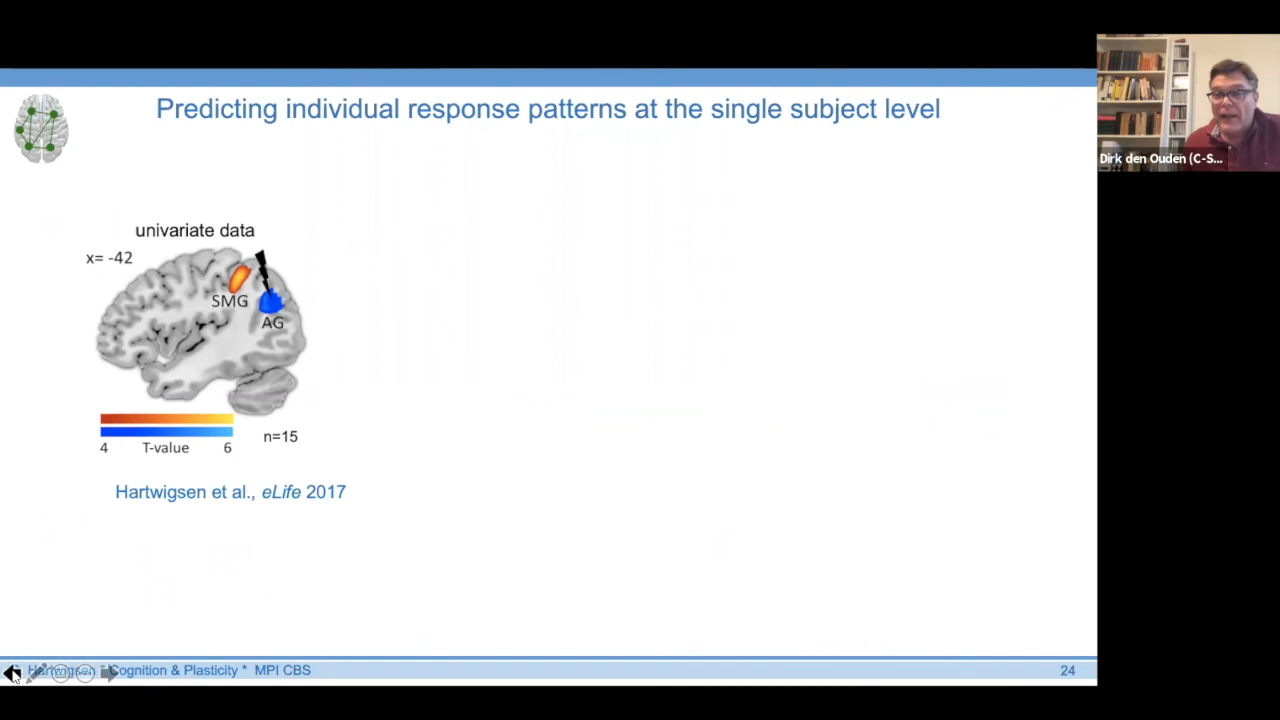 Predicting individual response patterns at the single subject level
Dirk den Ouden (C-S...
univariate data
x= -42
SMG
AG
4 T-value 6
n=15
Hartwigsen et al., eLife 2017
Hartwigsen * Cognition & Plasticity * MPI CBS
24